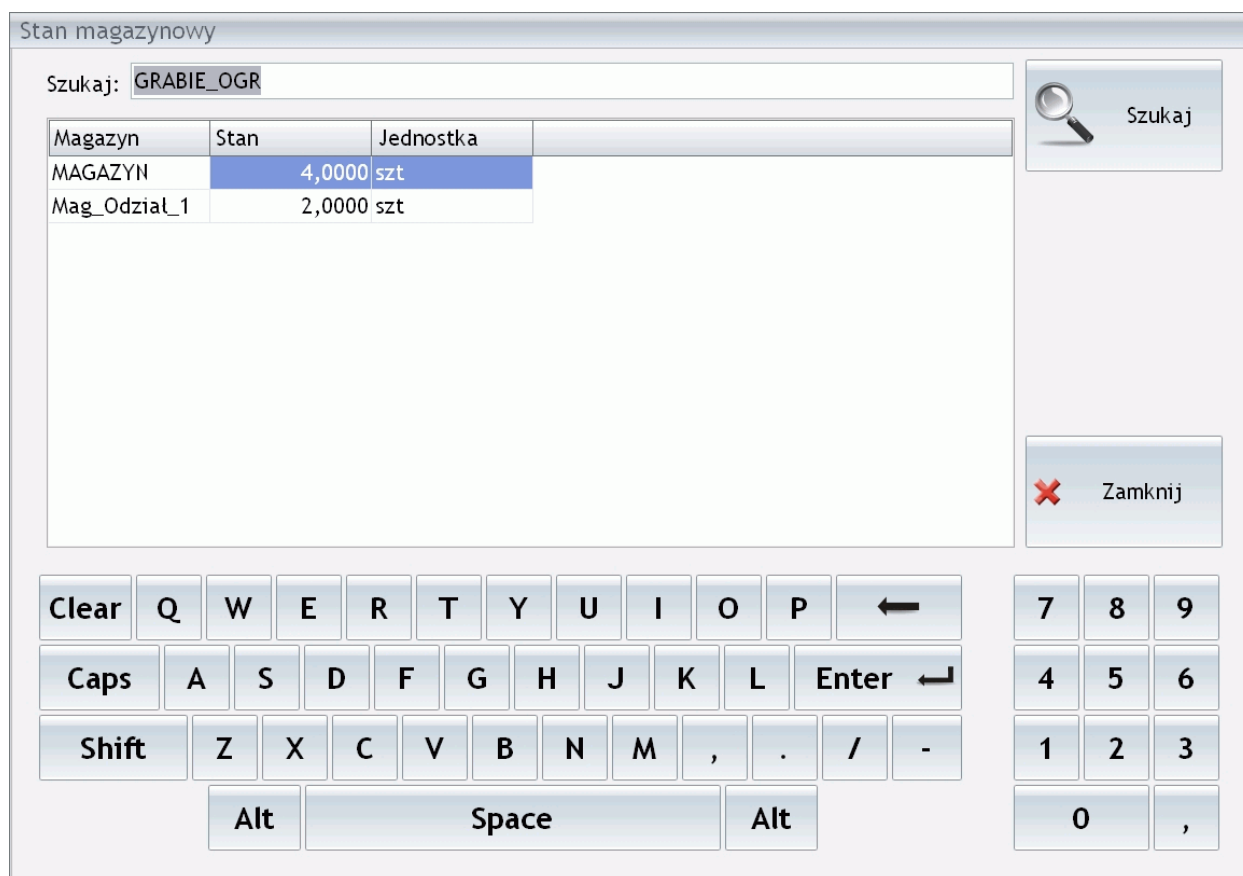 Stan magazynowy
Szukaj: GRABIE_OGR
Szukaj
Magazyn Stan Jednostka
MAGAZYN 4,0000 szt
Mag_Odział_1 2,0000 szt
Zamknij
Clear Q W E R T Y U I O P 7 8 9
Caps A S D F G H J K L Enter 4 5 6
Shift Z X C V B N M , . / - 1 2 3
Alt Space Alt 0 ,